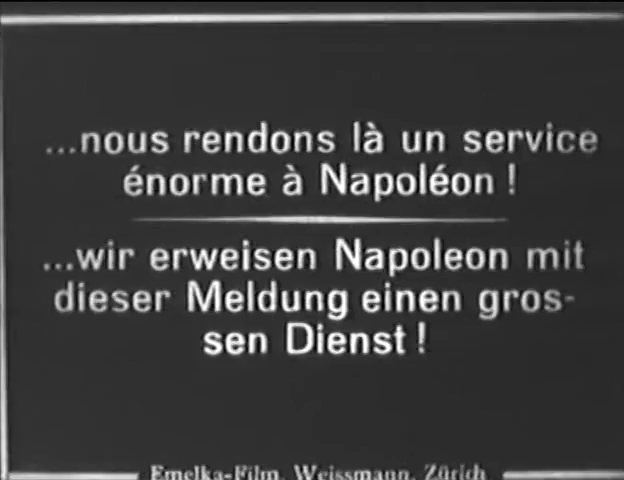 ...nous rendons là un service
énorme à Napoléon !
...wir erweisen Napoleon mit
dieser Meldung einen gros-
sen Dienst !
Emelka-Film, Weissmann, Zürich